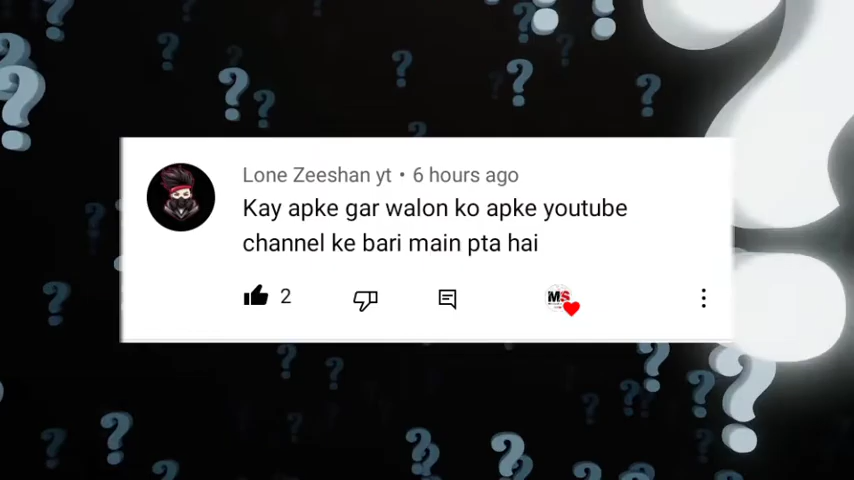 Lone Zeeshan yt • 6 hours ago
Kay apke gar walon ko apke youtube
channel ke bari main pta hai
2
MS